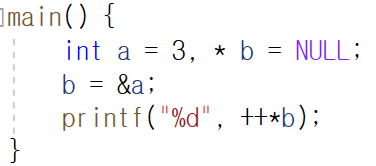 main() {
int a = 3, * b = NULL;
b = &a;
printf("%d", ++*b);
}